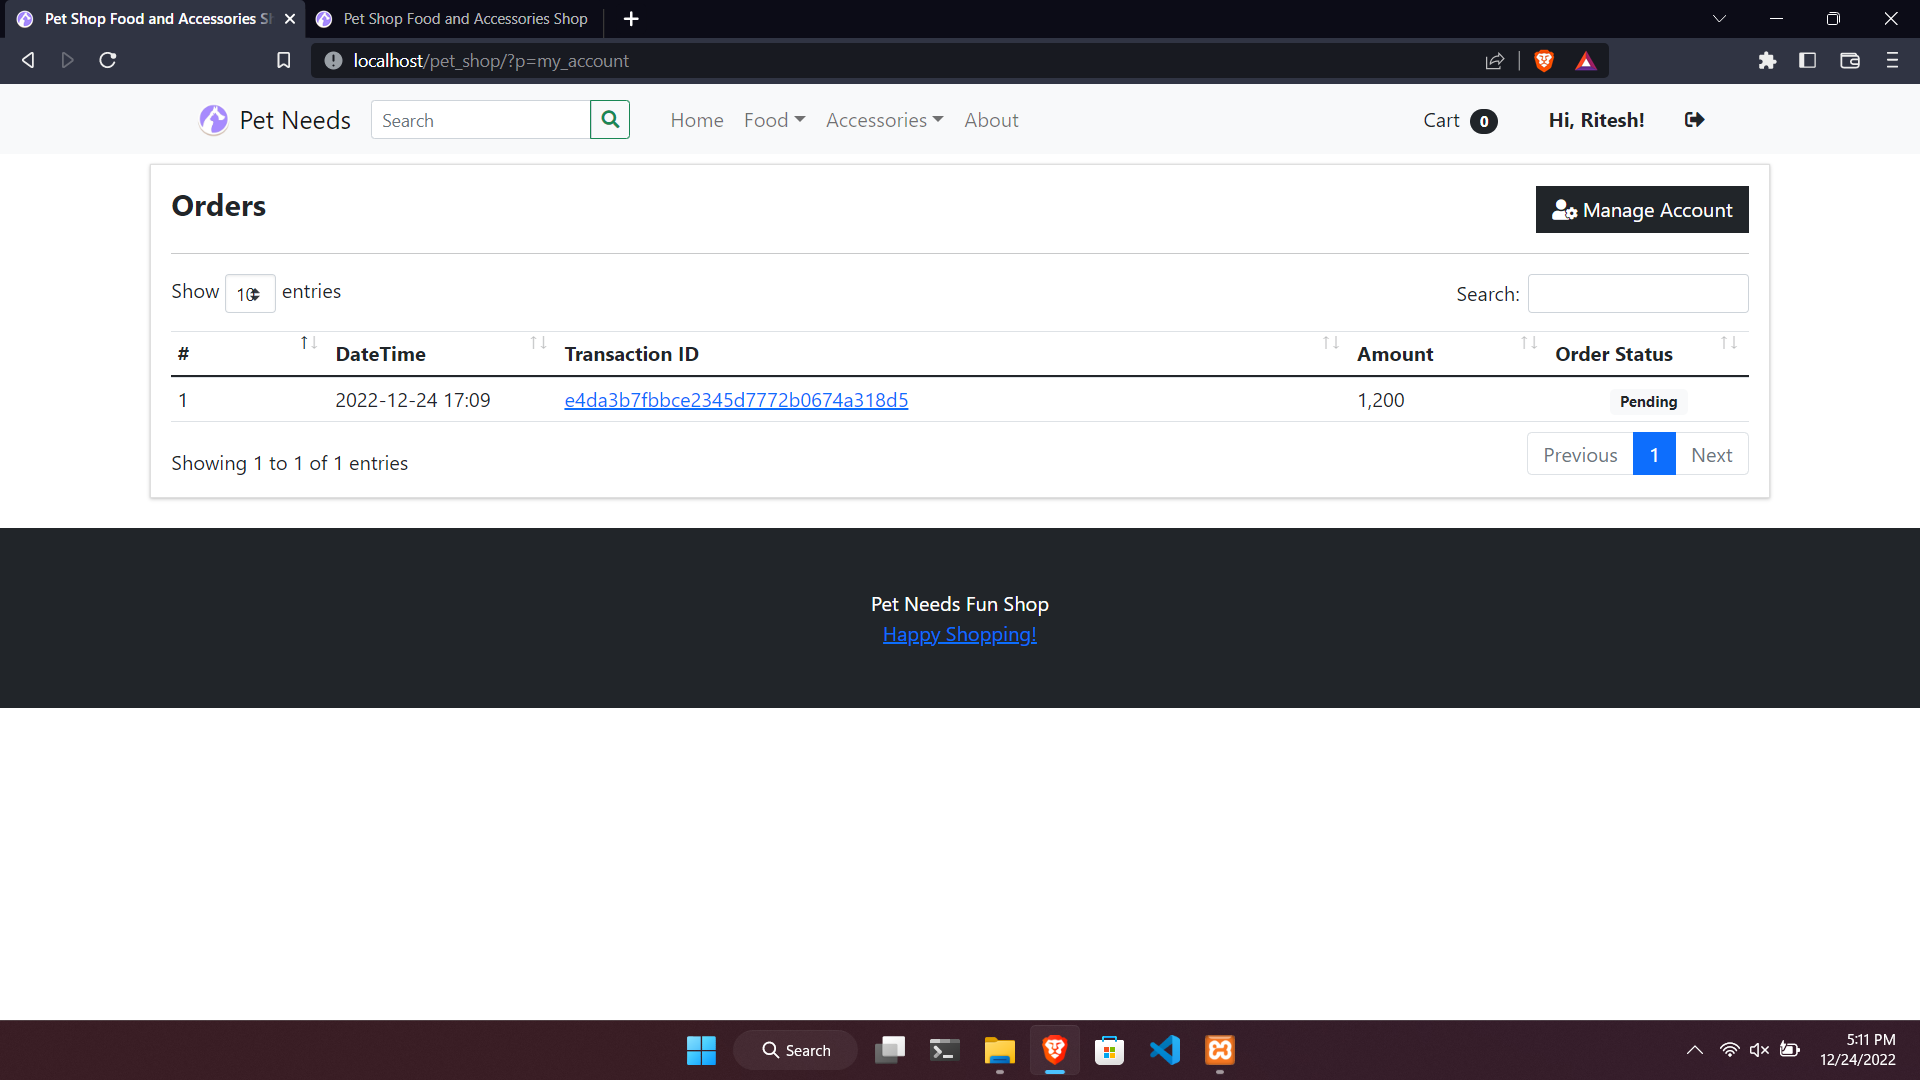 Pet Shop Food and Accessories S
Pet Shop Food and Accessories Shop
localhost/pet_shop/?p=my_account
Pet Needs
Search
Home
Food
Accessories
About
Cart 0
Hi, Ritesh!
Orders
Manage Account
Show 10 entries
Search:
# DateTime Transaction ID Amount Order Status
1 2022-12-24 17:09 e4da3b7fbbce2345d7772b0674a318d5 1,200 Pending
Showing 1 to 1 of 1 entries
Previous 1 Next
Pet Needs Fun Shop
Happy Shopping!
Search
5:11 PM
12/24/2022